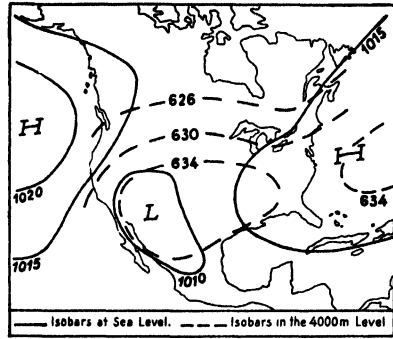 1015
626
630
634
H
H
L
634
1020
1015
1010
Isobars at Sea Level. Isobars in the 4000m Level